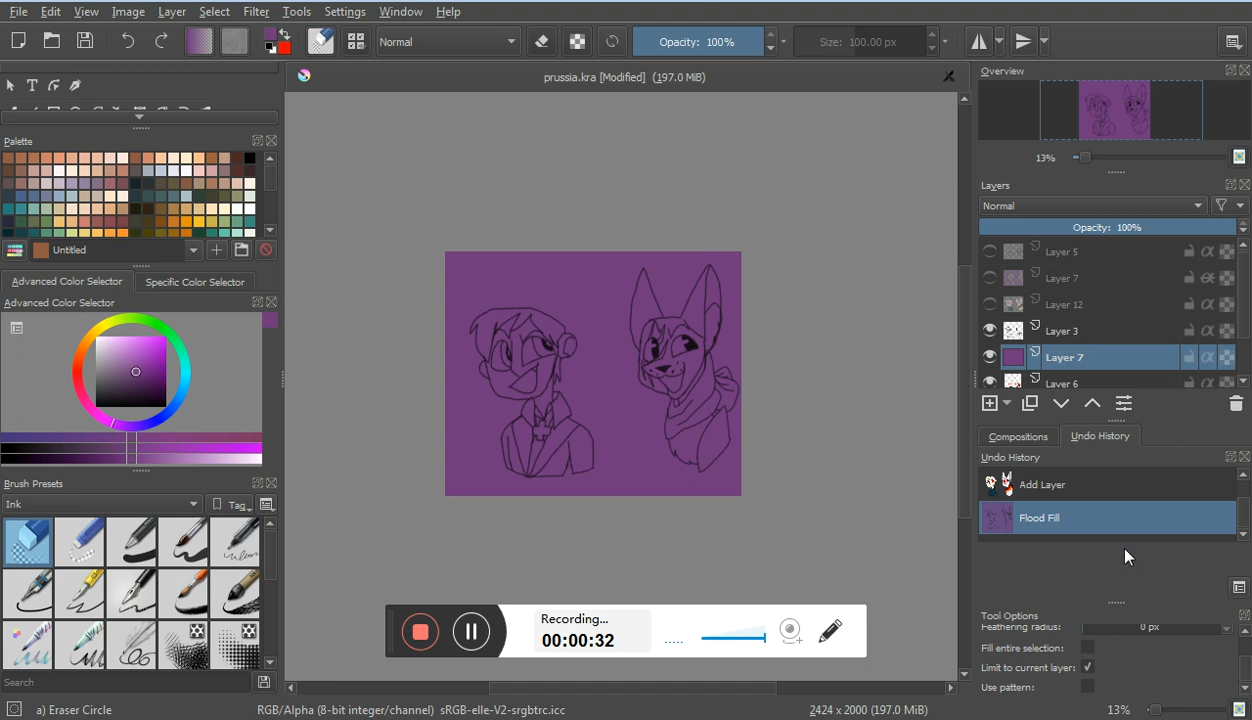 File Edit View Image Layer Select Filter Tools Settings Window Help
Normal Opacity: 100% Size: 100.00 px
prussia.kra [Modified] (197.0 MiB)
Overview
13%
Palette
Untitled
Advanced Color Selector Specific Color Selector
Advanced Color Selector
Brush Presets
Ink Tag
Search
Layers
Normal
Opacity: 100%
Layer 5
Layer 7
Layer 12
Layer 3
Layer 7
Layer 6
Compositions Undo History
Undo History
Add Layer
Flood Fill
Tool Options
Feathering radius: 0 px
Fill entire selection:
Limit to current layer:
Use pattern:
Recording...
00:00:32
a) Eraser Circle RGB/Alpha (8-bit integer/channel) sRGB-elle-V2-srgbtrc.icc 2424 x 2000 (197.0 MiB) 13%